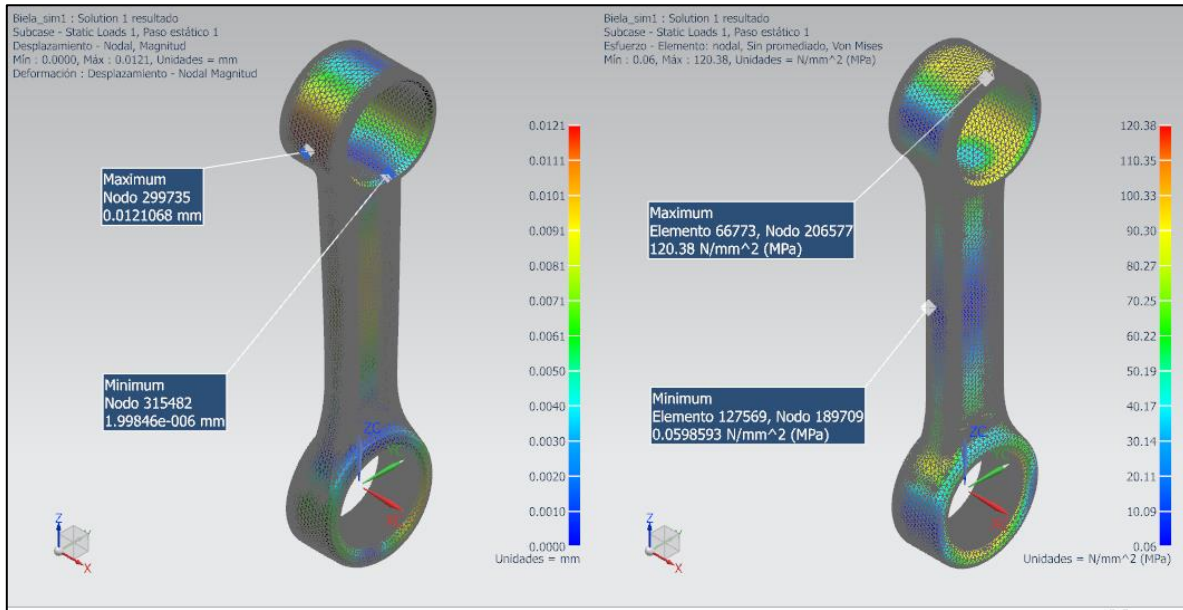 Biela_sim1 : Solution 1 resultado
Subcase - Static Loads 1, Paso estático 1
Desplazamiento - Nodal, Magnitud
Mín : 0.0000, Máx : 0.0121, Unidades = mm
Deformación : Desplazamiento - Nodal Magnitud
Maximum
Nodo 299735
0.0121068 mm
Minimum
Nodo 315482
1.99846e-006 mm
0.0121
0.0111
0.0101
0.0091
0.0081
0.0071
0.0060
0.0050
0.0040
0.0030
0.0020
0.0010
0.0000
Unidades = mm
ZC
Z
Y
X
Biela_sim1 : Solution 1 resultado
Subcase - Static Loads 1, Paso estático 1
Esfuerzo - Elemento: nodal, Sin promediado, Von Mises
Mín : 0.06, Máx : 120.38, Unidades = N/mm^2 (MPa)
Maximum
Elemento 66773, Nodo 206577
120.38 N/mm^2 (MPa)
Minimum
Elemento 127569, Nodo 189709
0.0598593 N/mm^2 (MPa)
120.38
110.35
100.33
90.30
80.27
70.25
60.22
50.19
40.17
30.14
20.11
10.09
0.06
Unidades = N/mm^2 (MPa)
ZC
Z
Y
X